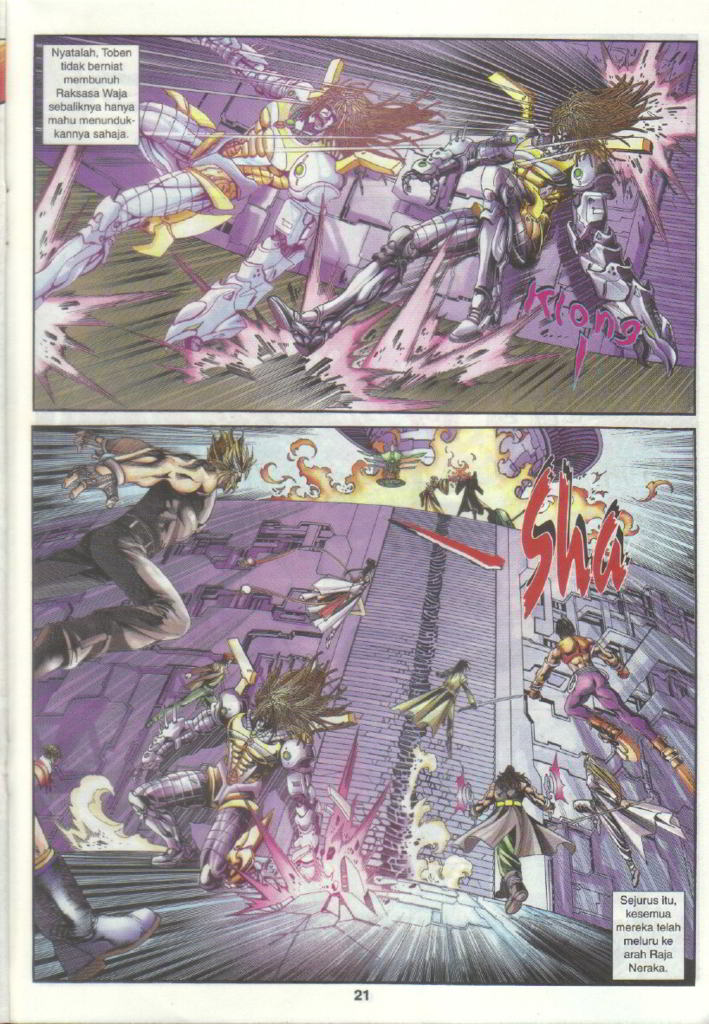 Nyatalah, Toben
tidak berniat
membunuh
Raksasa Waja
sebaliknya hanya
mahu menunduk-
kannya sahaja.
Klong
Sha
Sejurus itu,
kesemua
mereka telah
meluru ke
arah Raja
Neraka.
21